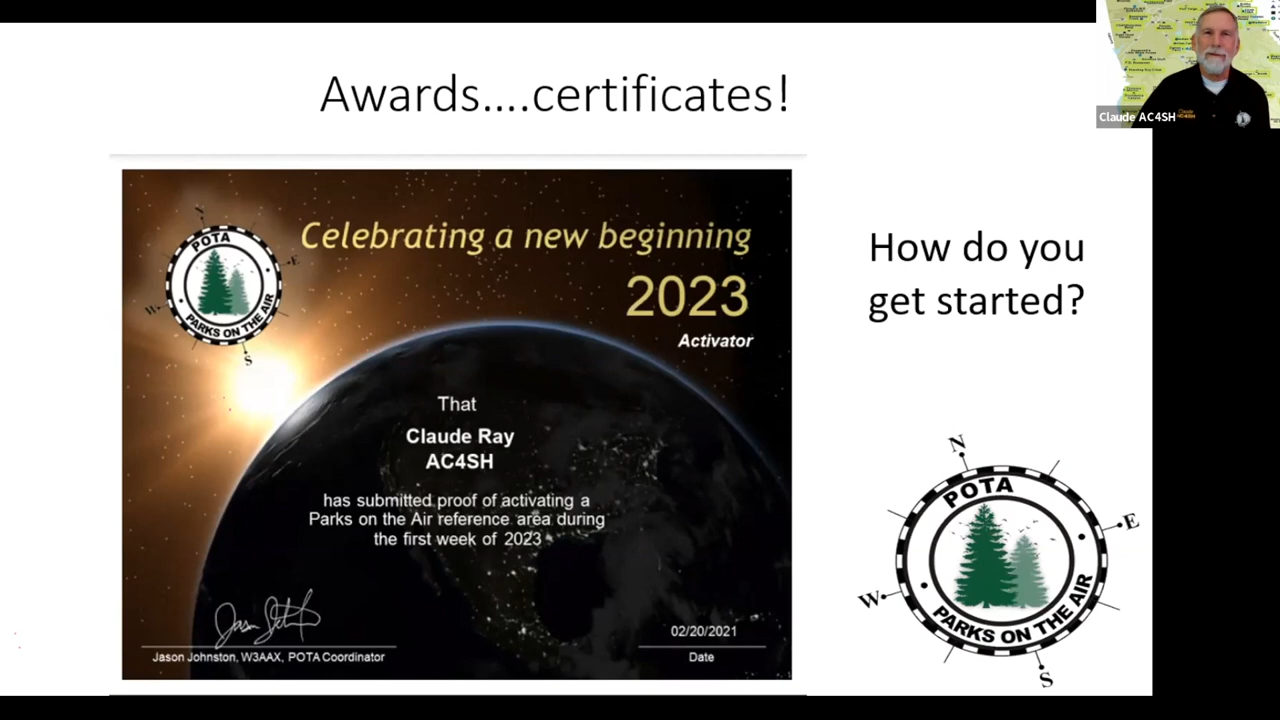 Awards....certificates!
Claude AC4SH
Claude
AC4SH
POTA
PARKS ON THE AIR
N
E
W
S
Celebrating a new beginning
2023
Activator
That
Claude Ray
AC4SH
has submitted proof of activating a
Parks on the Air reference area during
the first week of 2023
Jason Johnston, W3AAX, POTA Coordinator
02/20/2021
Date
How do you
get started?
N
POTA
E
W
PARKS ON THE AIR
S